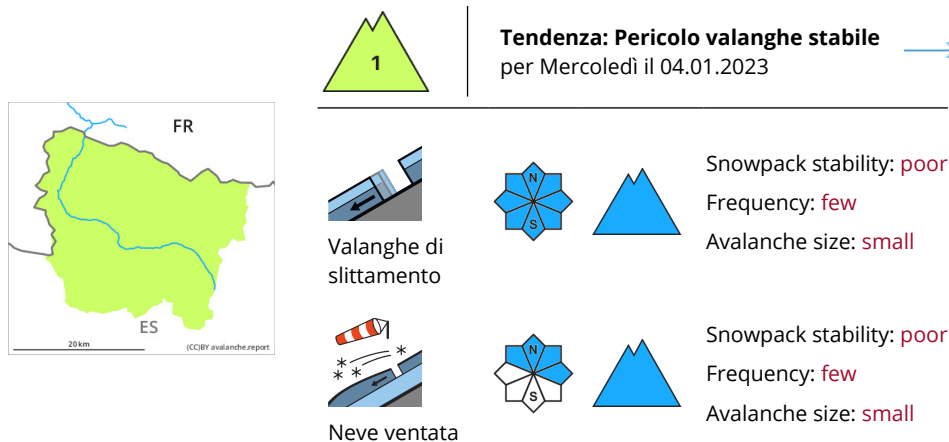 1
Tendenza: Pericolo valanghe stabile
per Mercoledì il 04.01.2023
FR
ES
20 km
(CC)BY avalanche.report
N
S
Valanghe di
slittamento
Snowpack stability: poor
Frequency: few
Avalanche size: small
N
S
Neve ventata
Snowpack stability: poor
Frequency: few
Avalanche size: small